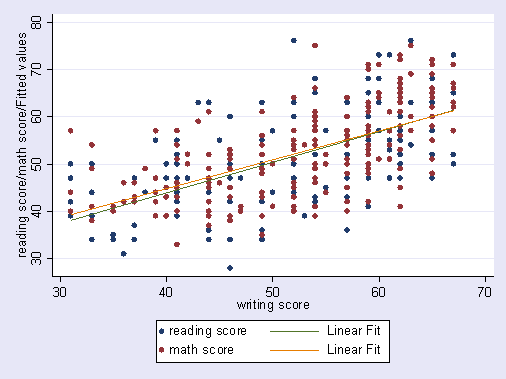 reading score/math score/Fitted values
80
70
60
50
40
30
30 40 50 60 70
writing score
reading score Linear Fit
math score Linear Fit